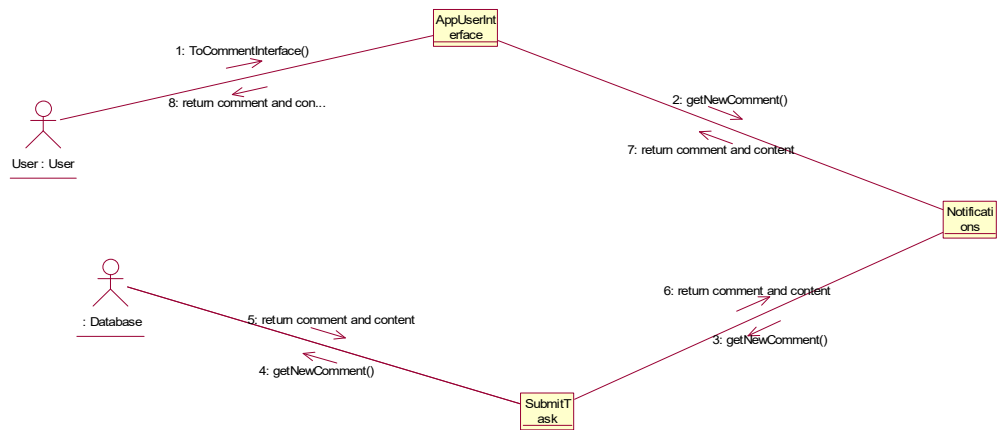 AppUserInt
erface
1: ToCommentInterface()
8: return comment and con...
2: getNewComment()
7: return comment and content
User : User
Notificati
ons
: Database
6: return comment and content
5: return comment and content
3: getNewComment()
4: getNewComment()
SubmitT
ask